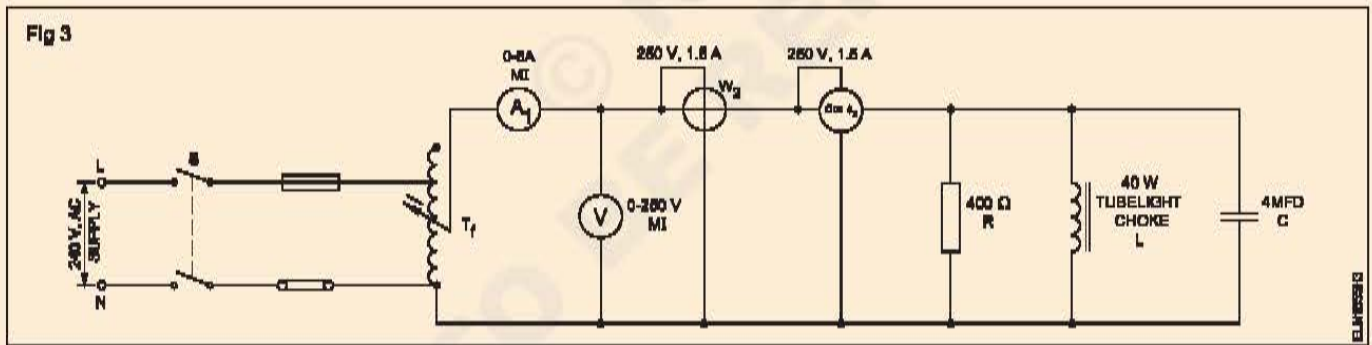 Fig 3
0-5A
MI
A1
250 V, 1.5 A
W2
250 V, 1.5 A
S
L
N
240 V, AC
SUPPLY
Tf
V
0-250 V
MI
400 Ω
R
40 W
TUBELIGHT
CHOKE
L
4MFD
C